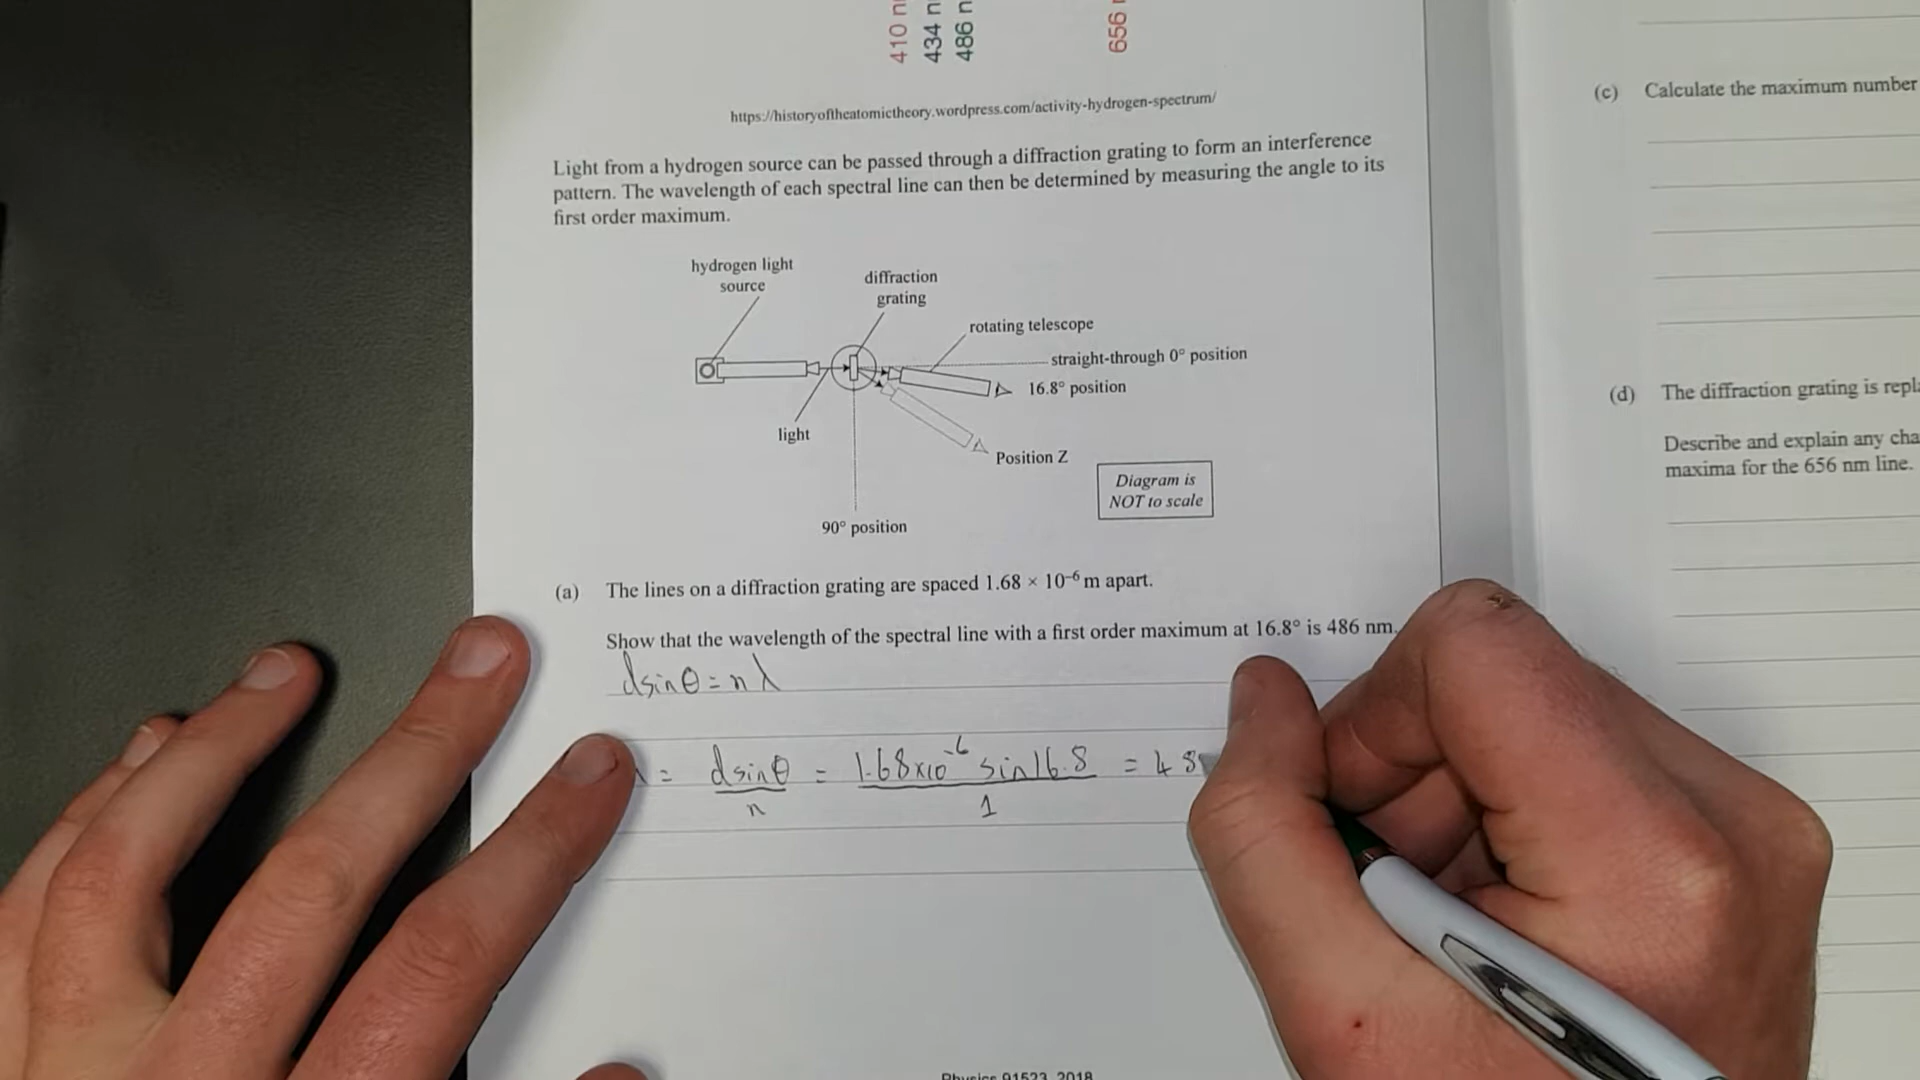 410 n
434 n
486 n
656
https://historyoftheatomictheory.wordpress.com/activity-hydrogen-spectrum/
Light from a hydrogen source can be passed through a diffraction grating to form an interference
pattern. The wavelength of each spectral line can then be determined by measuring the angle to its
first order maximum.
hydrogen light
source
diffraction
grating
rotating telescope
straight-through 0° position
16.8° position
light
Position Z
Diagram is
NOT to scale
90° position
(a) The lines on a diffraction grating are spaced 1.68 × 10⁻⁶ m apart.
Show that the wavelength of the spectral line with a first order maximum at 16.8° is 486 nm.
dsinθ = nλ
= dsinθ/n = 1.68x10⁻⁶ sin16.8/1 = 48
Physics 91523, 2018
(c) Calculate the maximum number
(d) The diffraction grating is repl
Describe and explain any cha
maxima for the 656 nm line.